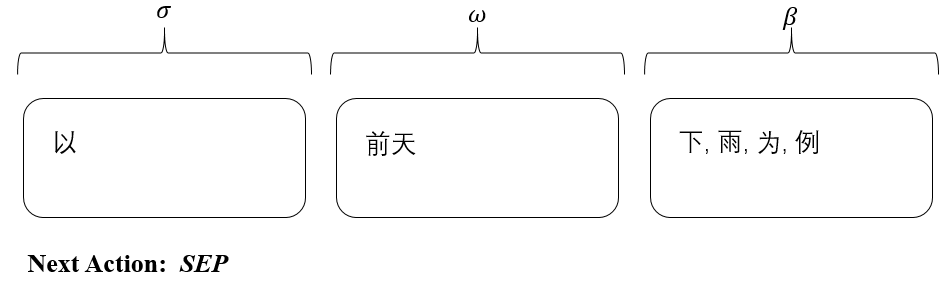 σ ω β
以 前天 下, 雨, 为, 例
Next Action: SEP